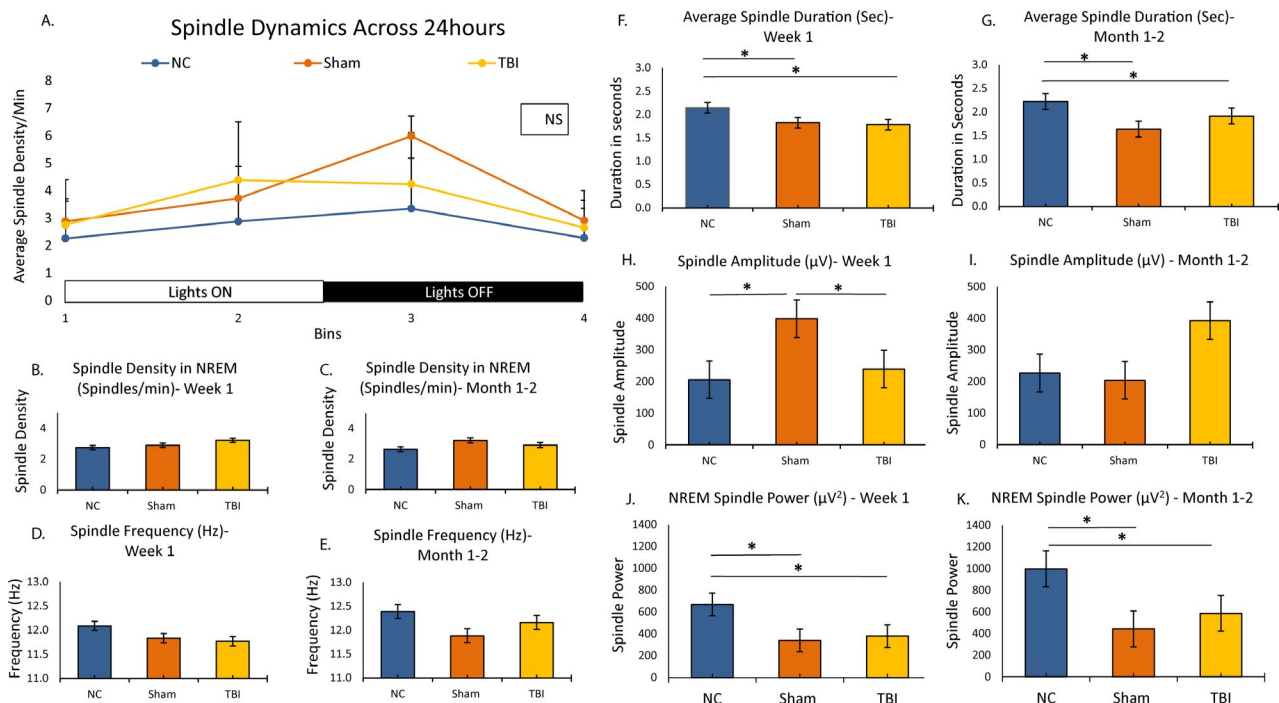 A.
Spindle Dynamics Across 24hours
NC Sham TBI
Average Spindle Density/Min
8
7
6
5
4
3
2
1
0
NS
Lights ON Lights OFF
1 2 3 4
Bins
B.
Spindle Density in NREM
(Spindles/min)- Week 1
Spindle Density
4
2
0
NC Sham TBI
C.
Spindle Density in NREM
(Spindles/min)- Month 1-2
Spindle Density
4
2
0
NC Sham TBI
D.
Spindle Frequency (Hz)-
Week 1
Frequency (Hz)
13.0
12.5
12.0
11.5
11.0
NC Sham TBI
E.
Spindle Frequency (Hz)-
Month 1-2
Frequency (Hz)
13.0
12.5
12.0
11.5
11.0
NC Sham TBI
F.
Average Spindle Duration (Sec)-
Week 1
*
*
Duration in seconds
3.0
2.5
2.0
1.5
1.0
0.5
0.0
NC Sham TBI
G.
Average Spindle Duration (Sec)-
Month 1-2
*
*
Duration in Seconds
3.0
2.5
2.0
1.5
1.0
0.5
0.0
NC Sham TBI
H.
Spindle Amplitude (µV)- Week 1
* *
Spindle Amplitude
500
400
300
200
100
0
NC Sham TBI
I.
Spindle Amplitude (µV) - Month 1-2
Spindle Amplitude
500
400
300
200
100
0
NC Sham TBI
J.
NREM Spindle Power (µV²) - Week 1
*
*
Spindle Power
1400
1200
1000
800
600
400
200
0
NC Sham TBI
K.
NREM Spindle Power (µV²) - Month 1-2
*
*
Spindle Power
1400
1200
1000
800
600
400
200
0
NC Sham TBI